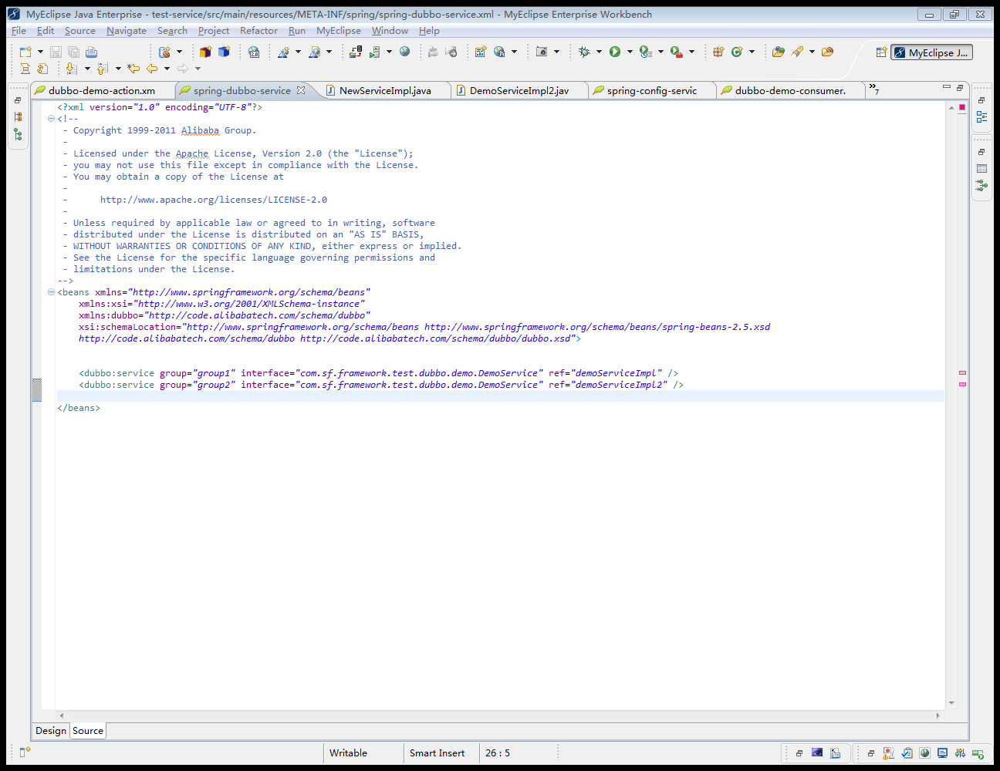 MyEclipse Java Enterprise - test-service/src/main/resources/META-INF/spring/spring-dubbo-service.xml - MyEclipse Enterprise Workbench
File Edit Source Navigate Search Project Refactor Run MyEclipse Window Help
MyEclipse J...
dubbo-demo-action.xm spring-dubbo-service NewServiceImpl.java DemoServiceImpl2.jav spring-config-servic dubbo-demo-consumer. »7
<?xml version="1.0" encoding="UTF-8"?>
<!--
- Copyright 1999-2011 Alibaba Group.
-
- Licensed under the Apache License, Version 2.0 (the "License");
- you may not use this file except in compliance with the License.
- You may obtain a copy of the License at
-
-      http://www.apache.org/licenses/LICENSE-2.0
-
- Unless required by applicable law or agreed to in writing, software
- distributed under the License is distributed on an "AS IS" BASIS,
- WITHOUT WARRANTIES OR CONDITIONS OF ANY KIND, either express or implied.
- See the License for the specific language governing permissions and
- limitations under the License.
-->
<beans xmlns="http://www.springframework.org/schema/beans"
xmlns:xsi="http://www.w3.org/2001/XMLSchema-instance"
xmlns:dubbo="http://code.alibabatech.com/schema/dubbo"
xsi:schemaLocation="http://www.springframework.org/schema/beans http://www.springframework.org/schema/beans/spring-beans-2.5.xsd
http://code.alibabatech.com/schema/dubbo http://code.alibabatech.com/schema/dubbo/dubbo.xsd">
<dubbo:service group="group1" interface="com.sf.framework.test.dubbo.demo.DemoService" ref="demoServiceImpl" />
<dubbo:service group="group2" interface="com.sf.framework.test.dubbo.demo.DemoService" ref="demoServiceImpl2" />
</beans>
Design Source
Writable Smart Insert 26 : 5